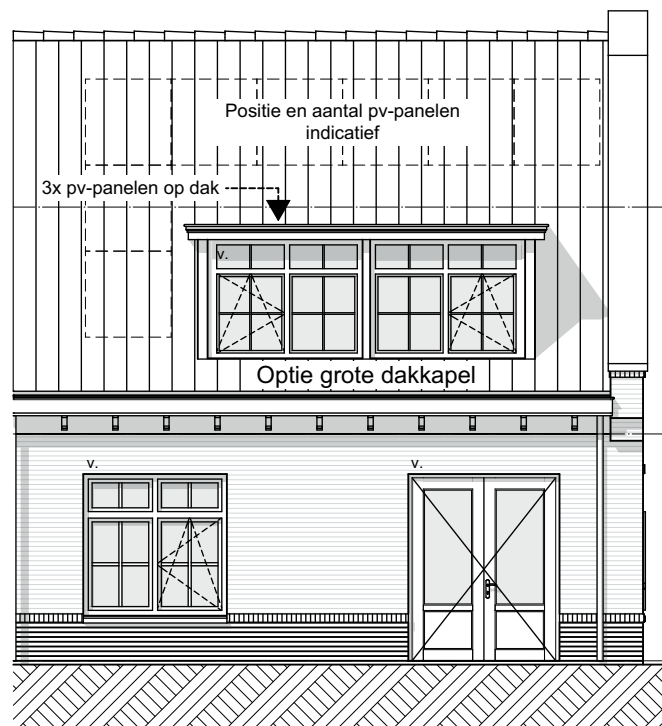 Positie en aantal pv-panelen
indicatief
3x pv-panelen op dak
v.
Optie grote dakkapel
v.
v.